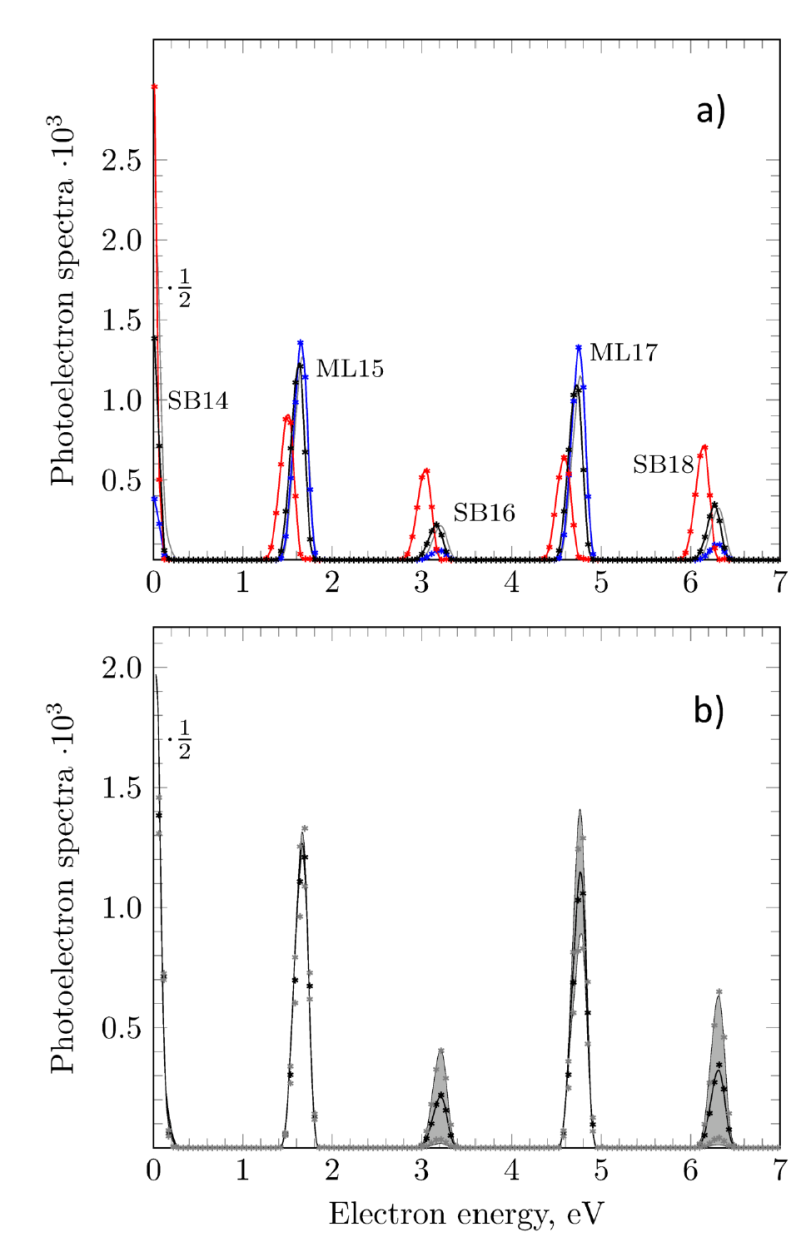 a)
Photoelectron spectra ·10³
2.5
2.0
1.5
1.0
0.5
·1/2
SB14
ML15
SB16
ML17
SB18
0 1 2 3 4 5 6 7
b)
Photoelectron spectra ·10³
2.0
1.5
1.0
0.5
·1/2
0 1 2 3 4 5 6 7
Electron energy, eV